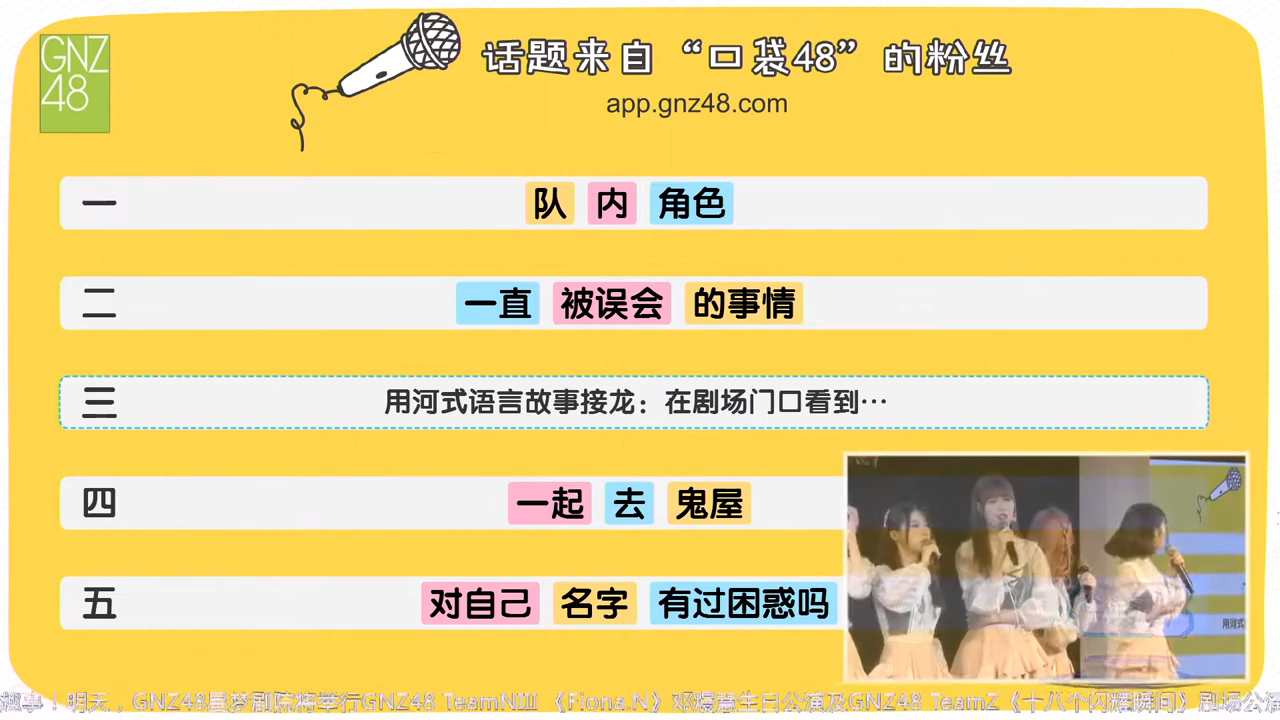 GNZ
48
话题来自“口袋48”的粉丝
app.gnz48.com
一 队 内 角色
二 一直 被误会 的事情
三 用河式语言故事接龙：在剧场门口看到…
四 一起 去 鬼屋
五 对自己 名字 有过困惑吗
用河式
趣事！明天，GNZ48星梦剧院将举行GNZ48 TeamNIII 《Fiona.N》邓熳慧生日公演及GNZ48 TeamZ《十八个闪耀瞬间》剧场公演